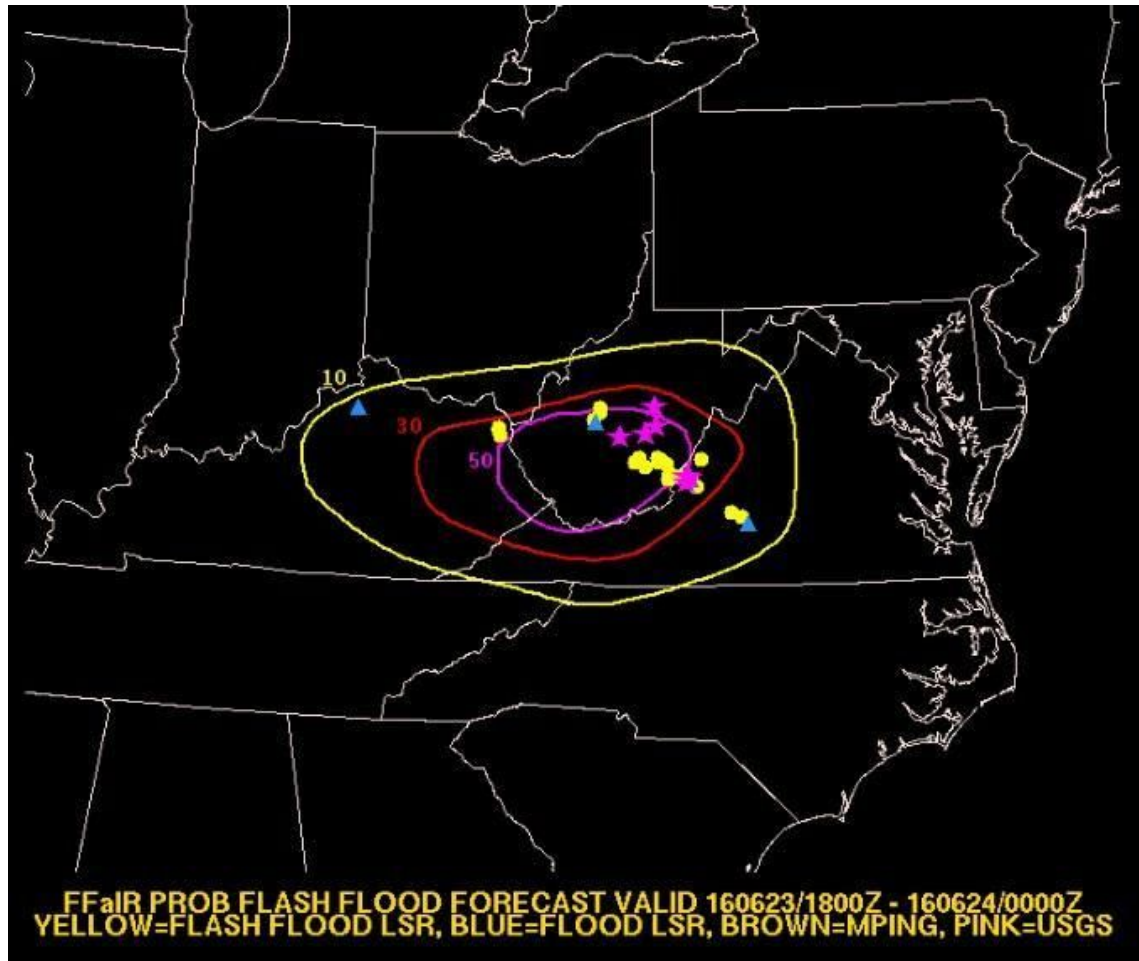 10
30
50
FFaIR PROB FLASH FLOOD FORECAST VALID 160623/1800Z - 160624/0000Z
YELLOW=FLASH FLOOD LSR, BLUE=FLOOD LSR, BROWN=MPING, PINK=USGS